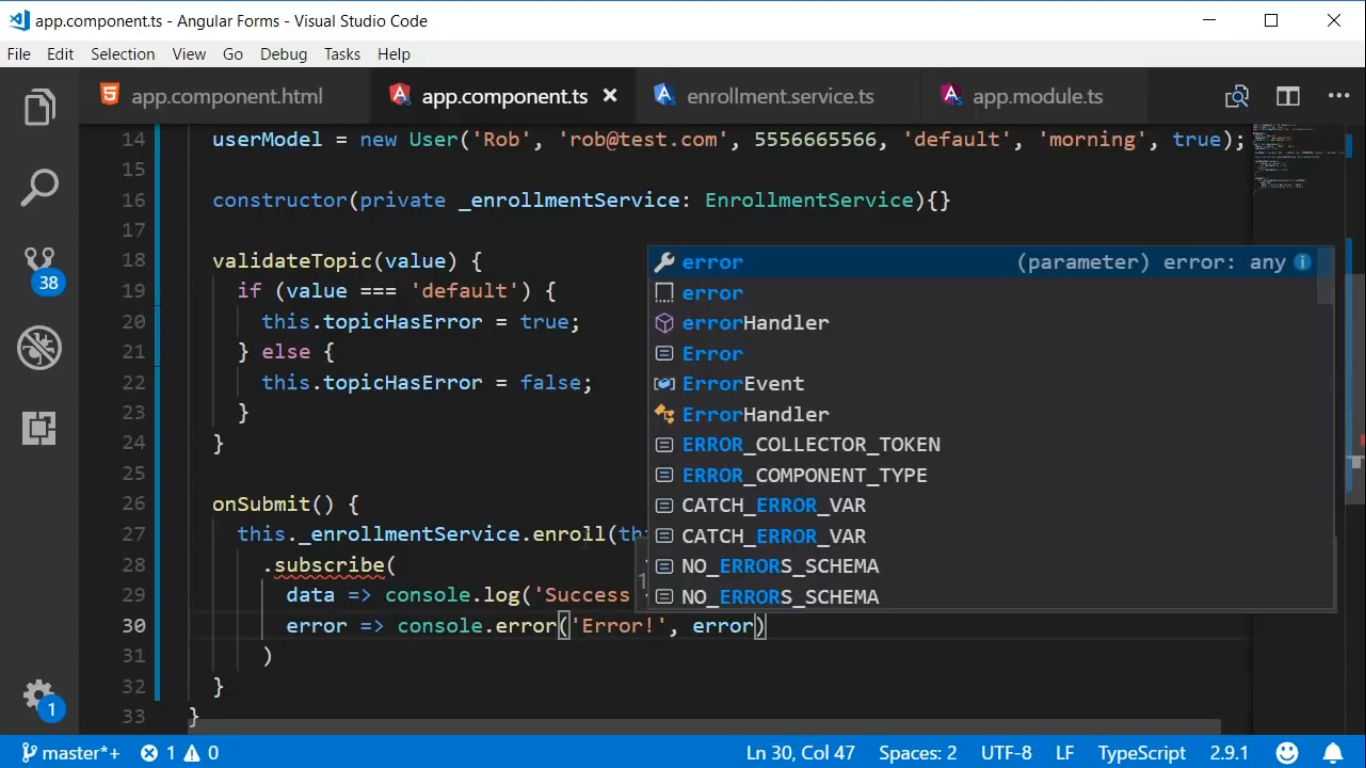 app.component.ts - Angular Forms - Visual Studio Code
File Edit Selection View Go Debug Tasks Help
app.component.html app.component.ts enrollment.service.ts app.module.ts
14 userModel = new User('Rob', 'rob@test.com', 5556665566, 'default', 'morning', true);
15
16 constructor(private _enrollmentService: EnrollmentService){}
17
18 validateTopic(value) {
19 if (value === 'default') {
20 this.topicHasError = true;
21 } else {
22 this.topicHasError = false;
23 }
24 }
25
26 onSubmit() {
27 this._enrollmentService.enroll(thi
28 .subscribe(
29 data => console.log('Success
30 error => console.error('Error!', error)
31 )
32 }
33 }
error (parameter) error: any
error
errorHandler
Error
ErrorEvent
ErrorHandler
ERROR_COLLECTOR_TOKEN
ERROR_COMPONENT_TYPE
CATCH_ERROR_VAR
CATCH_ERROR_VAR
NO_ERRORS_SCHEMA
NO_ERRORS_SCHEMA
38
1
master*+ 1 0 Ln 30, Col 47 Spaces: 2 UTF-8 LF TypeScript 2.9.1